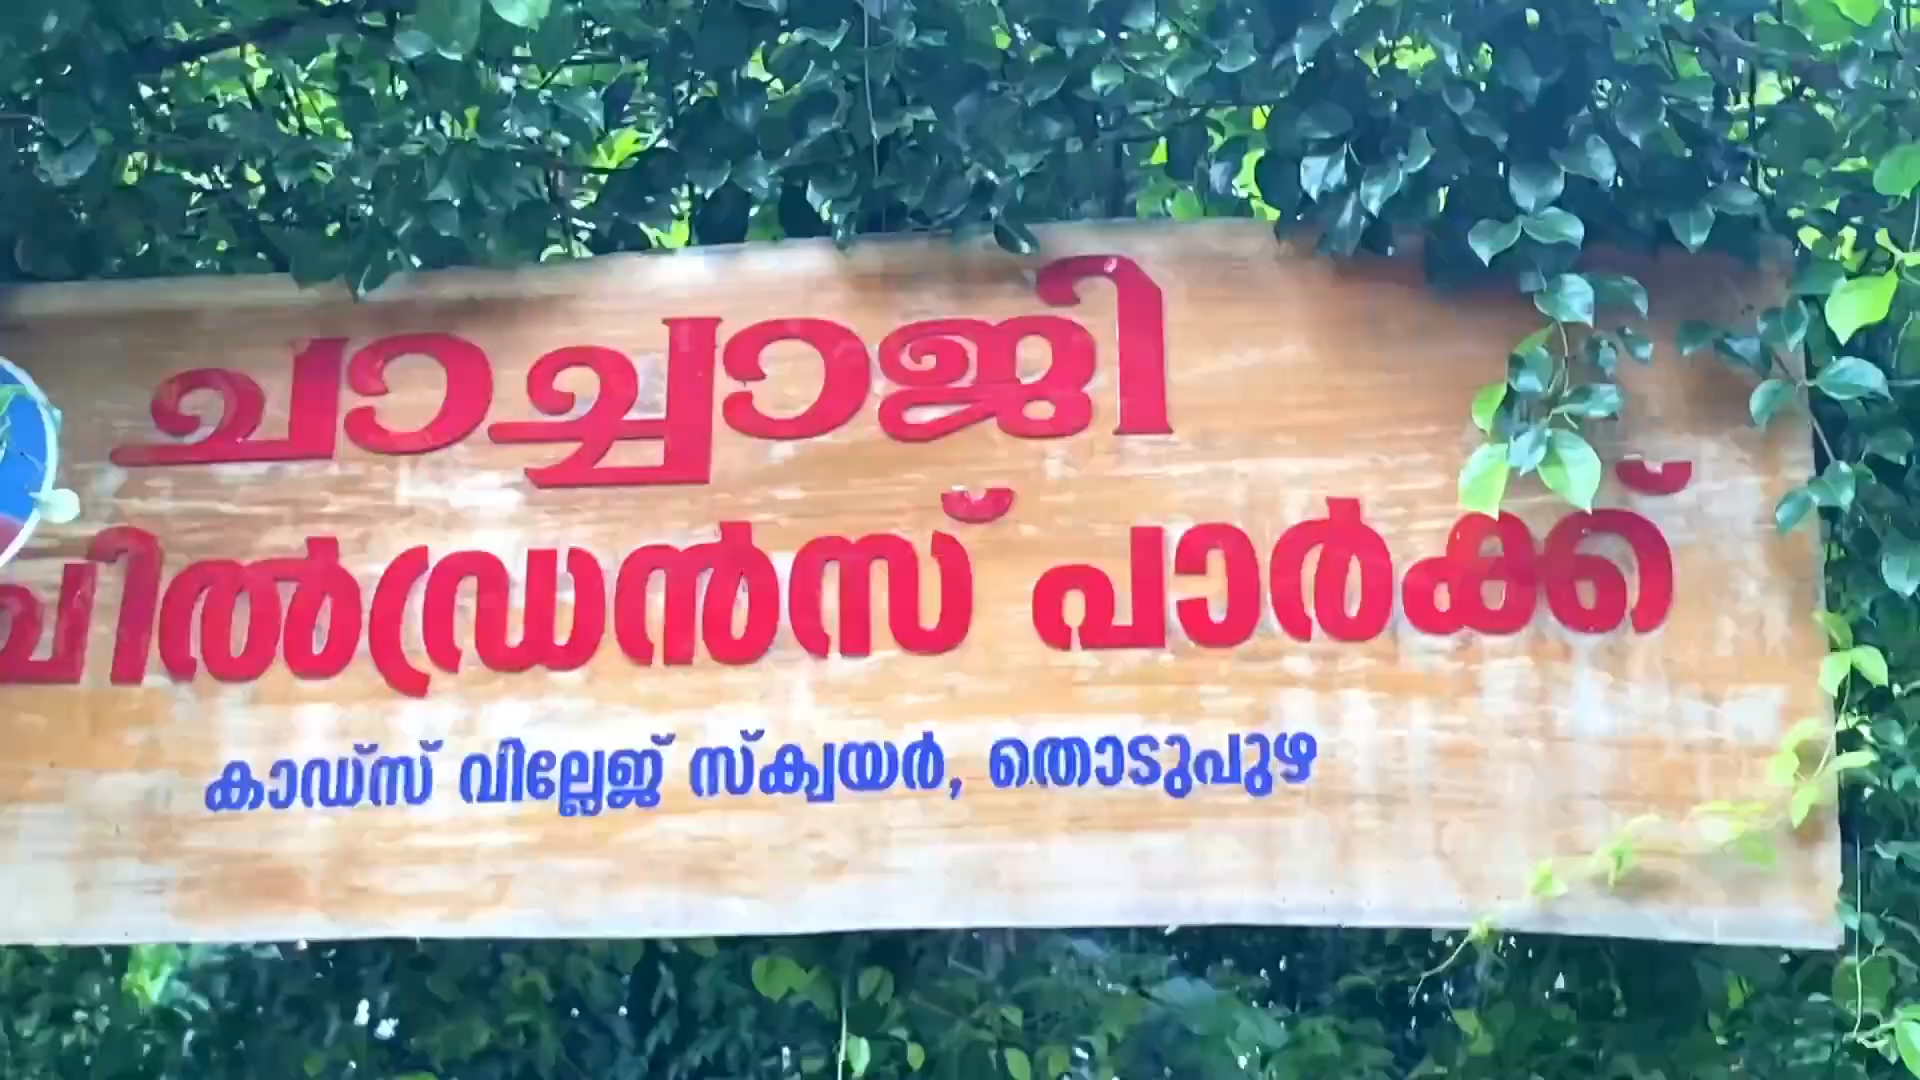 ചാച്ചാജി
ചിൽഡ്രൻസ് പാർക്ക്
കാഡ്സ് വില്ലേജ് സ്ക്വയർ, തൊടുപുഴ